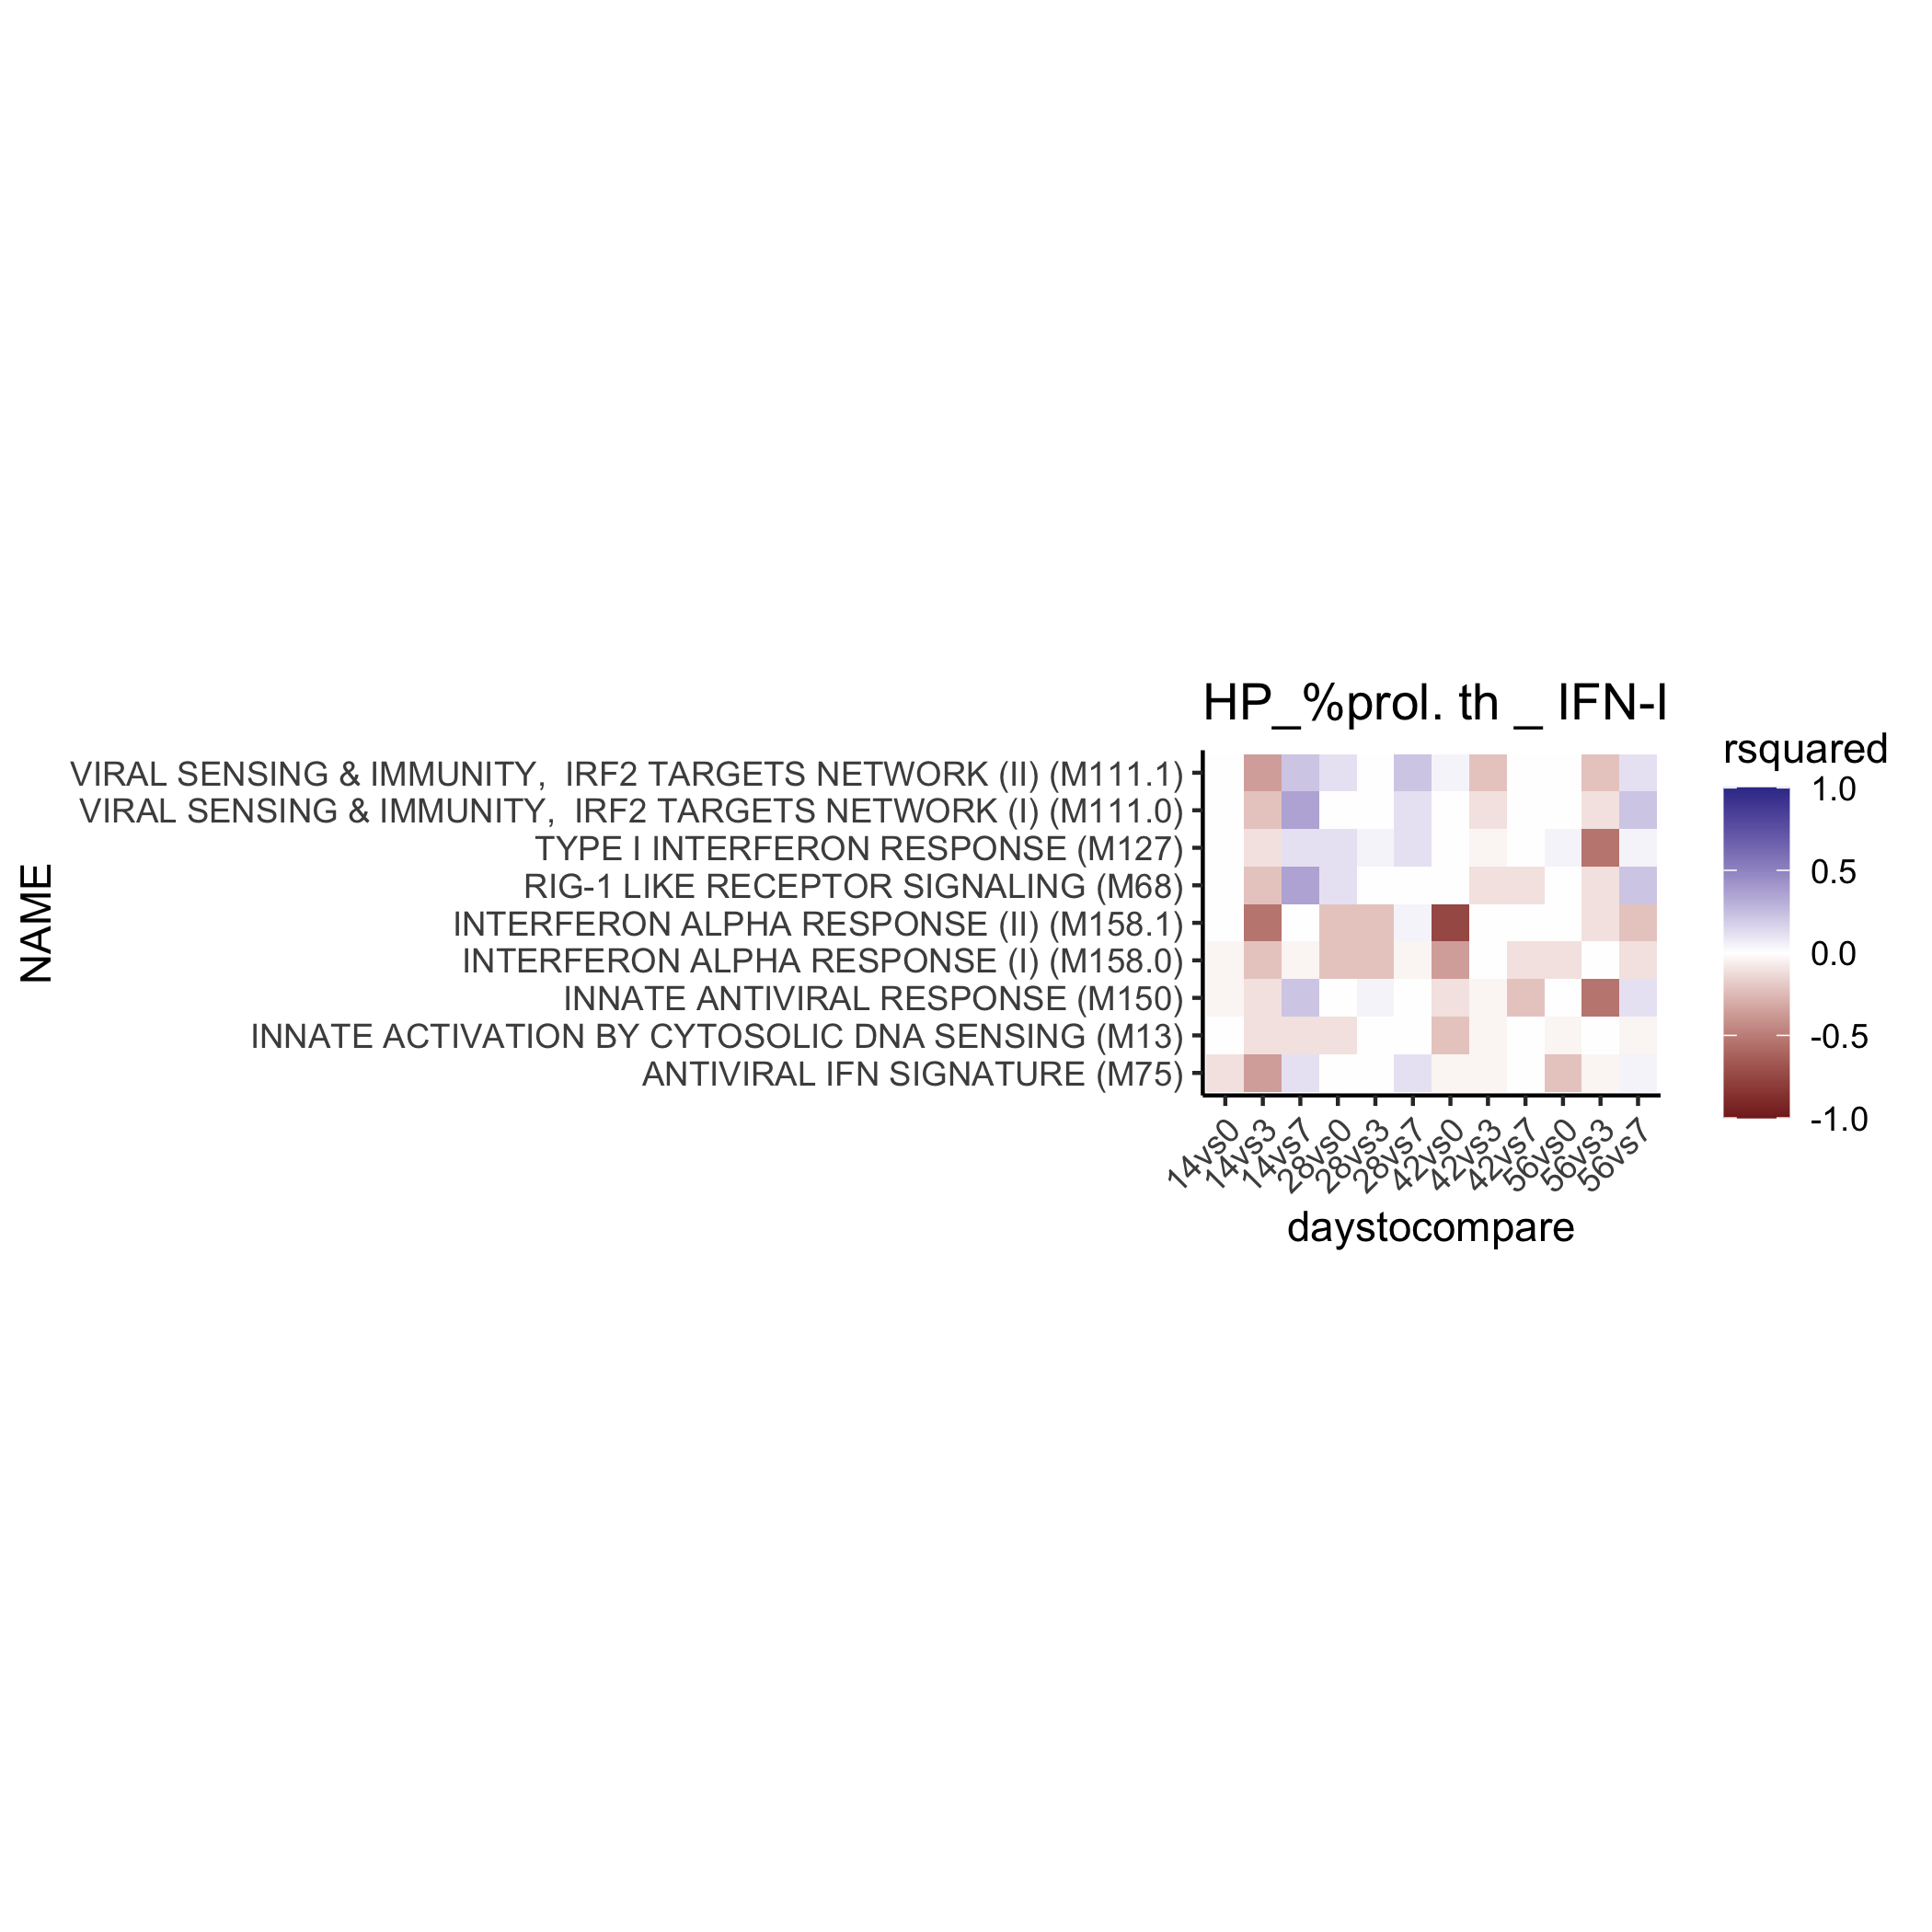 HP_%prol. th _ IFN-I
NAME
VIRAL SENSING & IMMUNITY,  IRF2 TARGETS NETWORK (II) (M111.1)
VIRAL SENSING & IMMUNITY,  IRF2 TARGETS NETWORK (I) (M111.0)
TYPE I INTERFERON RESPONSE (M127)
RIG-1 LIKE RECEPTOR SIGNALING (M68)
INTERFERON ALPHA RESPONSE (II) (M158.1)
INTERFERON ALPHA RESPONSE (I) (M158.0)
INNATE ANTIVIRAL RESPONSE (M150)
INNATE ACTIVATION BY CYTOSOLIC DNA SENSING (M13)
ANTIVIRAL IFN SIGNATURE (M75)
14vs0
14vs3
14vs7
28vs0
28vs3
28vs7
42vs0
42vs3
42vs7
56vs0
56vs3
56vs7
daystocompare
rsquared
1.0
0.5
0.0
-0.5
-1.0